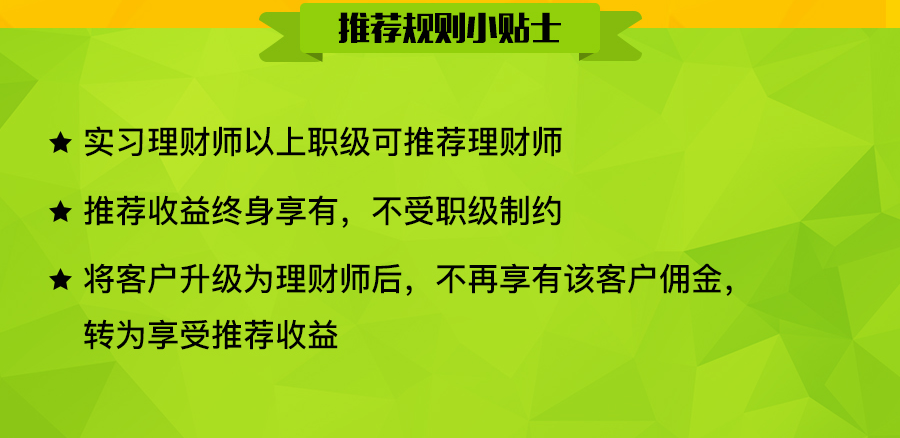 推荐规则小贴士
★ 实习理财师以上职级可推荐理财师
★ 推荐收益终身享有，不受职级制约
★ 将客户升级为理财师后，不再享有该客户佣金，
转为享受推荐收益